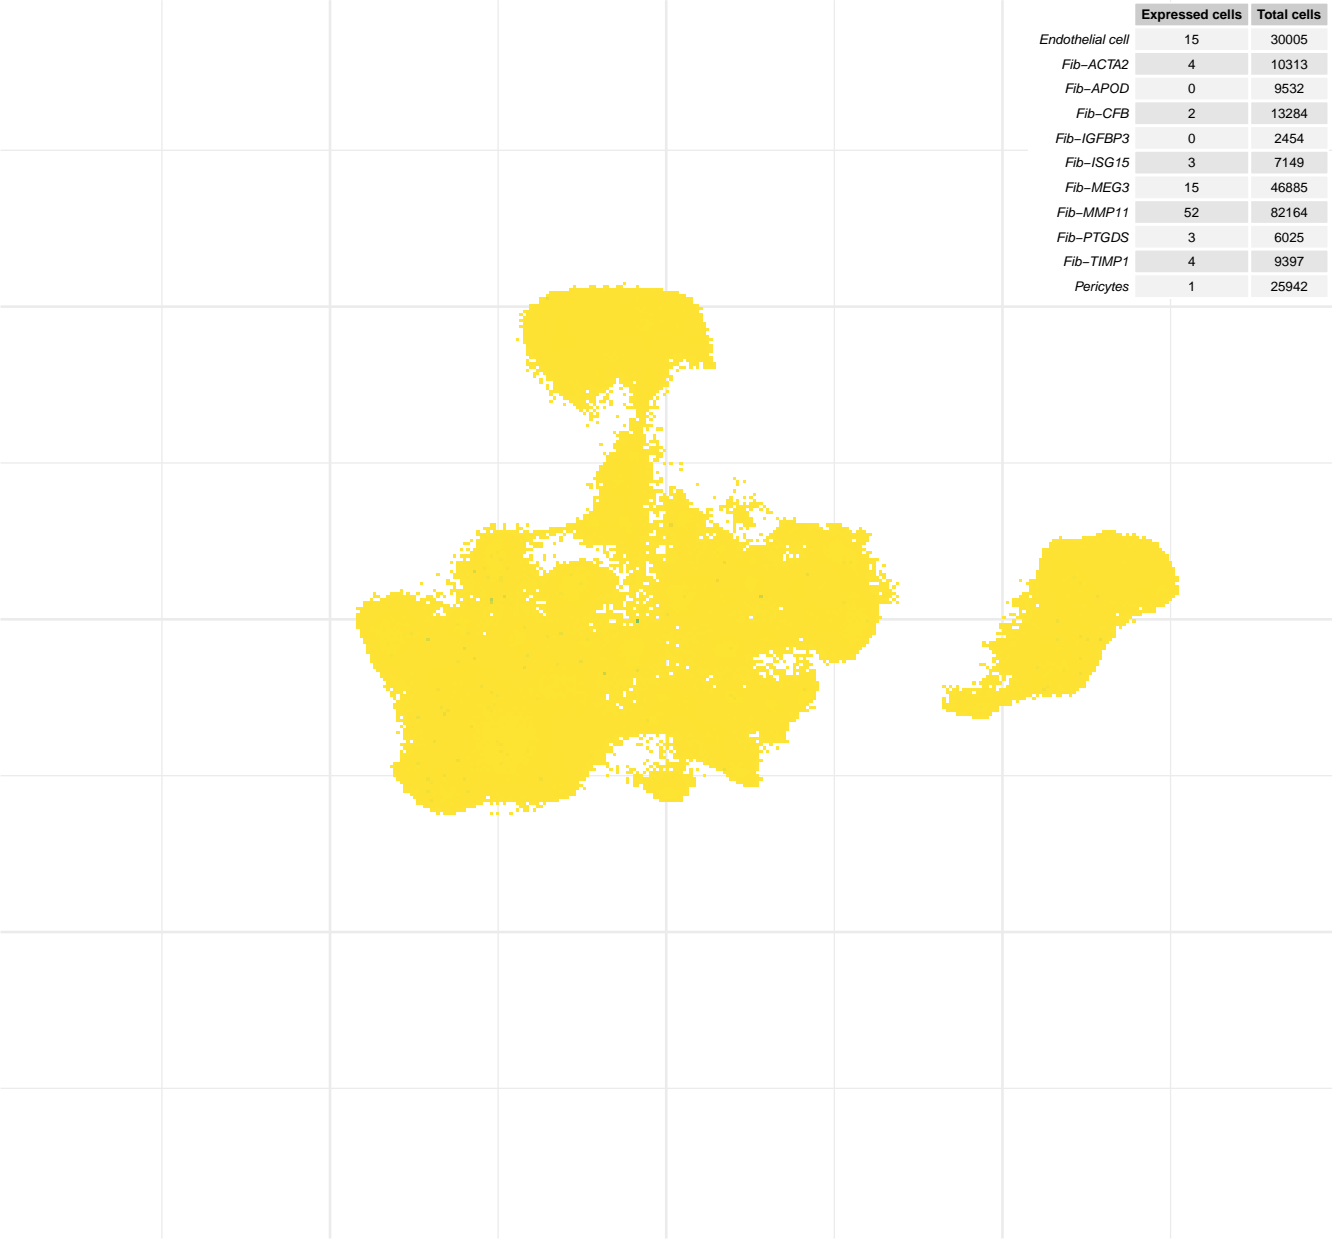 Expressed cells Total cells
Endothelial cell 15 30005
Fib−ACTA2 4 10313
Fib−APOD 0 9532
Fib−CFB 2 13284
Fib−IGFBP3 0 2454
Fib−ISG15 3 7149
Fib−MEG3 15 46885
Fib−MMP11 52 82164
Fib−PTGDS 3 6025
Fib−TIMP1 4 9397
Pericytes 1 25942